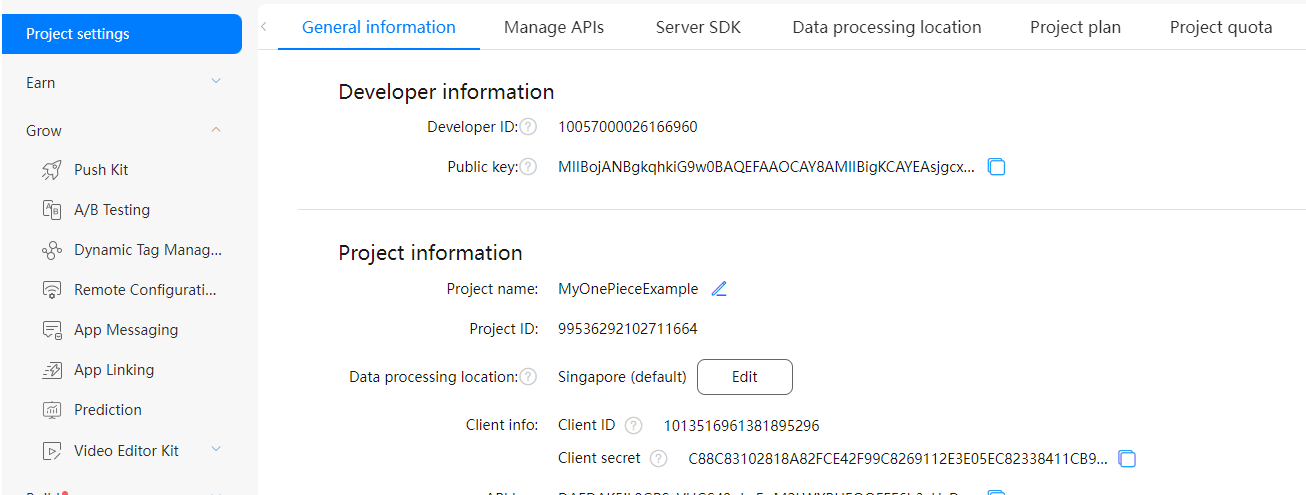 Project settings
Earn
Grow
Push Kit
A/B Testing
Dynamic Tag Manag...
Remote Configurati...
App Messaging
App Linking
Prediction
Video Editor Kit
General information Manage APIs Server SDK Data processing location Project plan Project quota
Developer information
Developer ID: 10057000026166960
Public key: MIIBojANBgkqhkiG9w0BAQEFAAOCAY8AMIIBigKCAYEAsjgcx...
Project information
Project name: MyOnePieceExample
Project ID: 99536292102711664
Data processing location: Singapore (default) Edit
Client info: Client ID 1013516961381895296
Client secret C88C83102818A82FCE42F99C8269112E3E05EC82338411CB9...